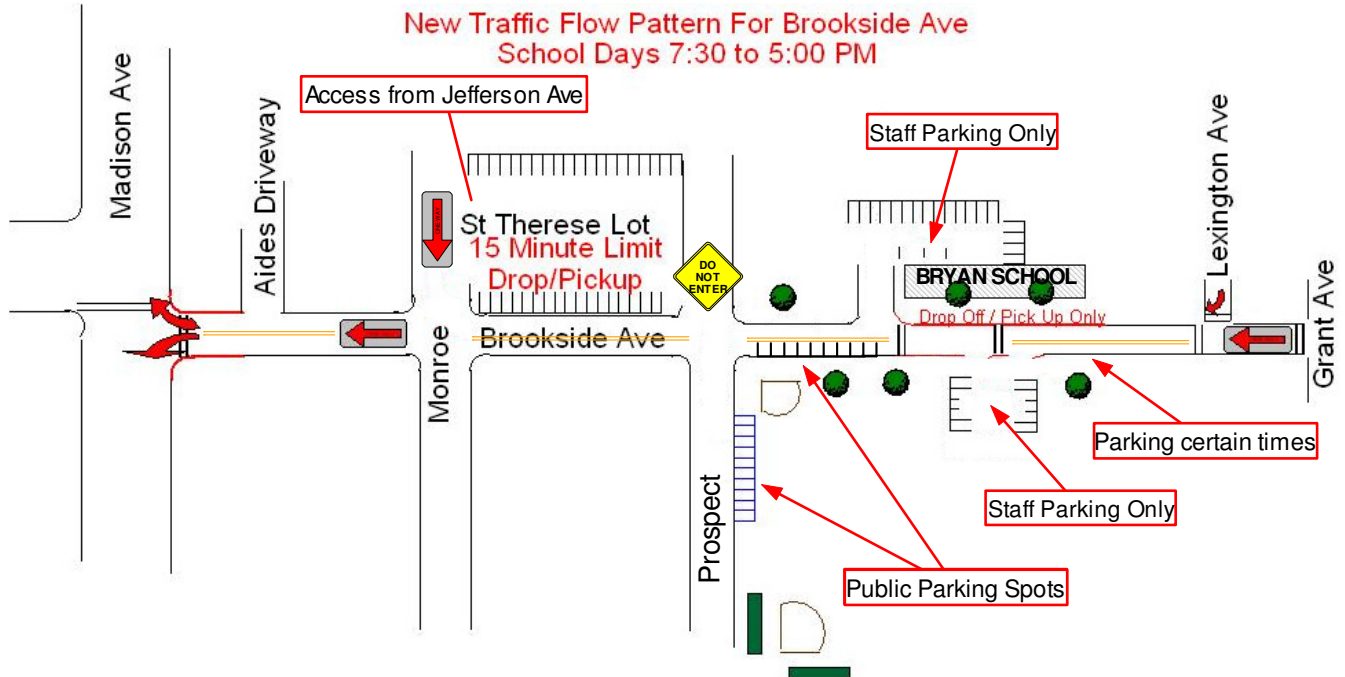 New Traffic Flow Pattern For Brookside Ave
School Days 7:30 to 5:00 PM
Madison Ave
Aides Driveway
Access from Jefferson Ave
Staff Parking Only
Lexington Ave
St Therese Lot
15 Minute Limit
Drop/Pickup
DO
NOT
ENTER
BRYAN SCHOOL
Drop Off / Pick Up Only
Brookside Ave
Monroe
Grant Ave
Parking certain times
Prospect
Staff Parking Only
Public Parking Spots